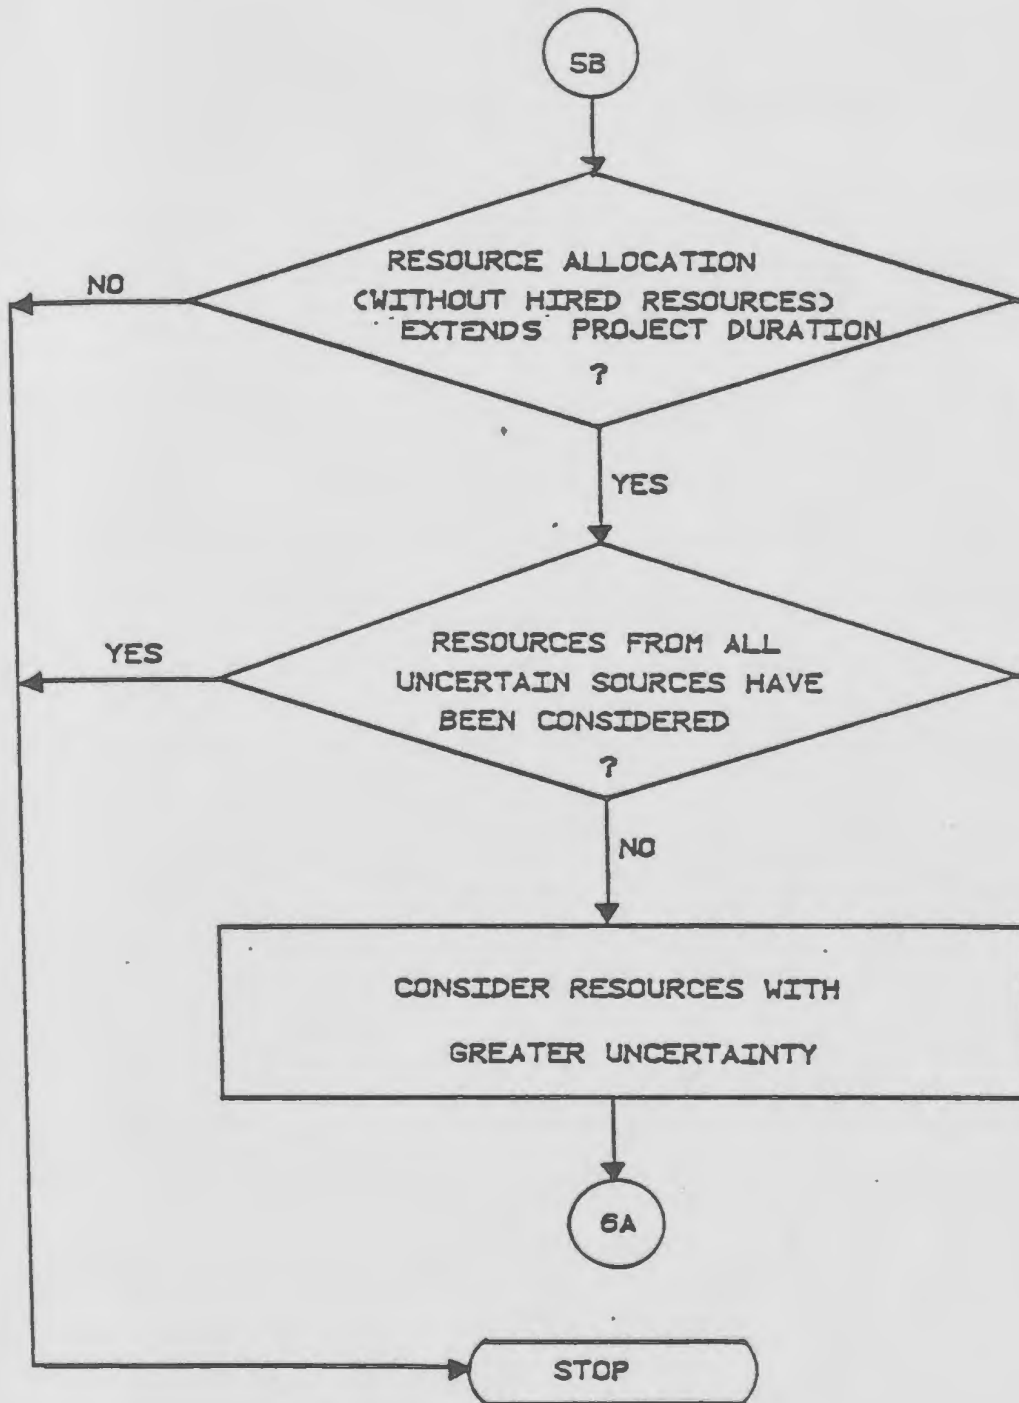 5B
RESOURCE ALLOCATION
NO
(WITHOUT HIRED RESOURCES)
EXTENDS PROJECT DURATION
?
YES
RESOURCES FROM ALL
YES
UNCERTAIN SOURCES HAVE
BEEN CONSIDERED
?
NO
CONSIDER RESOURCES WITH
GREATER UNCERTAINTY
6A
STOP